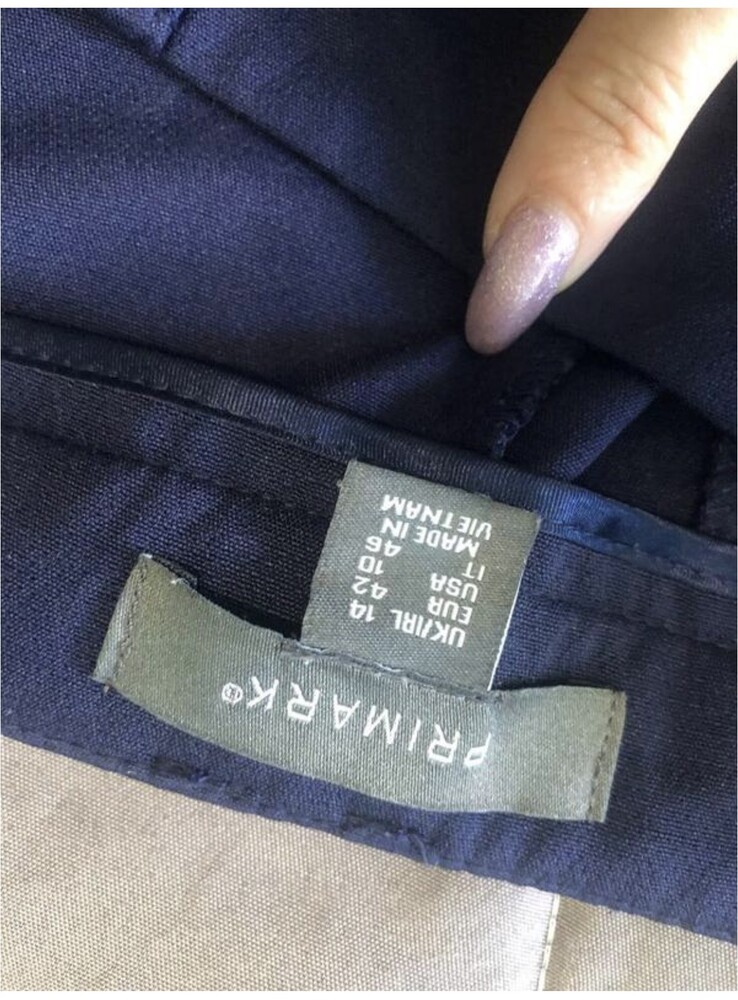 PRIMARK®
UK/IRL 14
EUR 42
USA 10
IT 46
MADE IN
VIETNAM